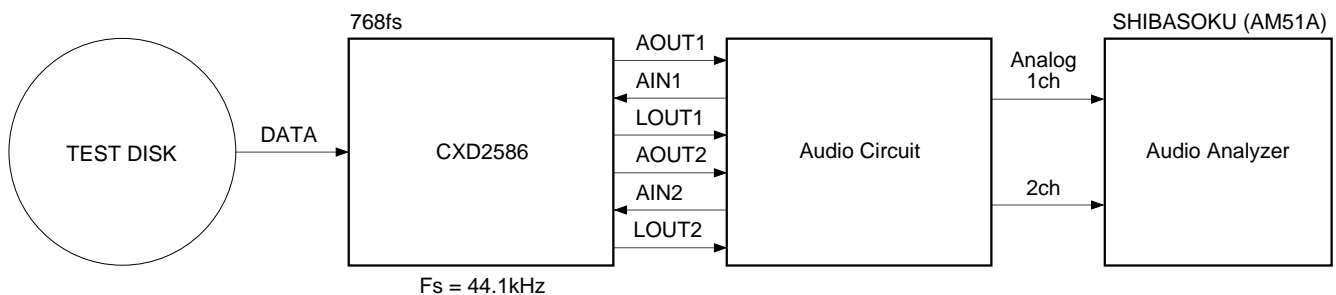 768fs
SHIBASOKU (AM51A)
TEST DISK
DATA
CXD2586
AOUT1
AIN1
LOUT1
AOUT2
AIN2
LOUT2
Audio Circuit
Analog
1ch
2ch
Audio Analyzer
Fs = 44.1kHz